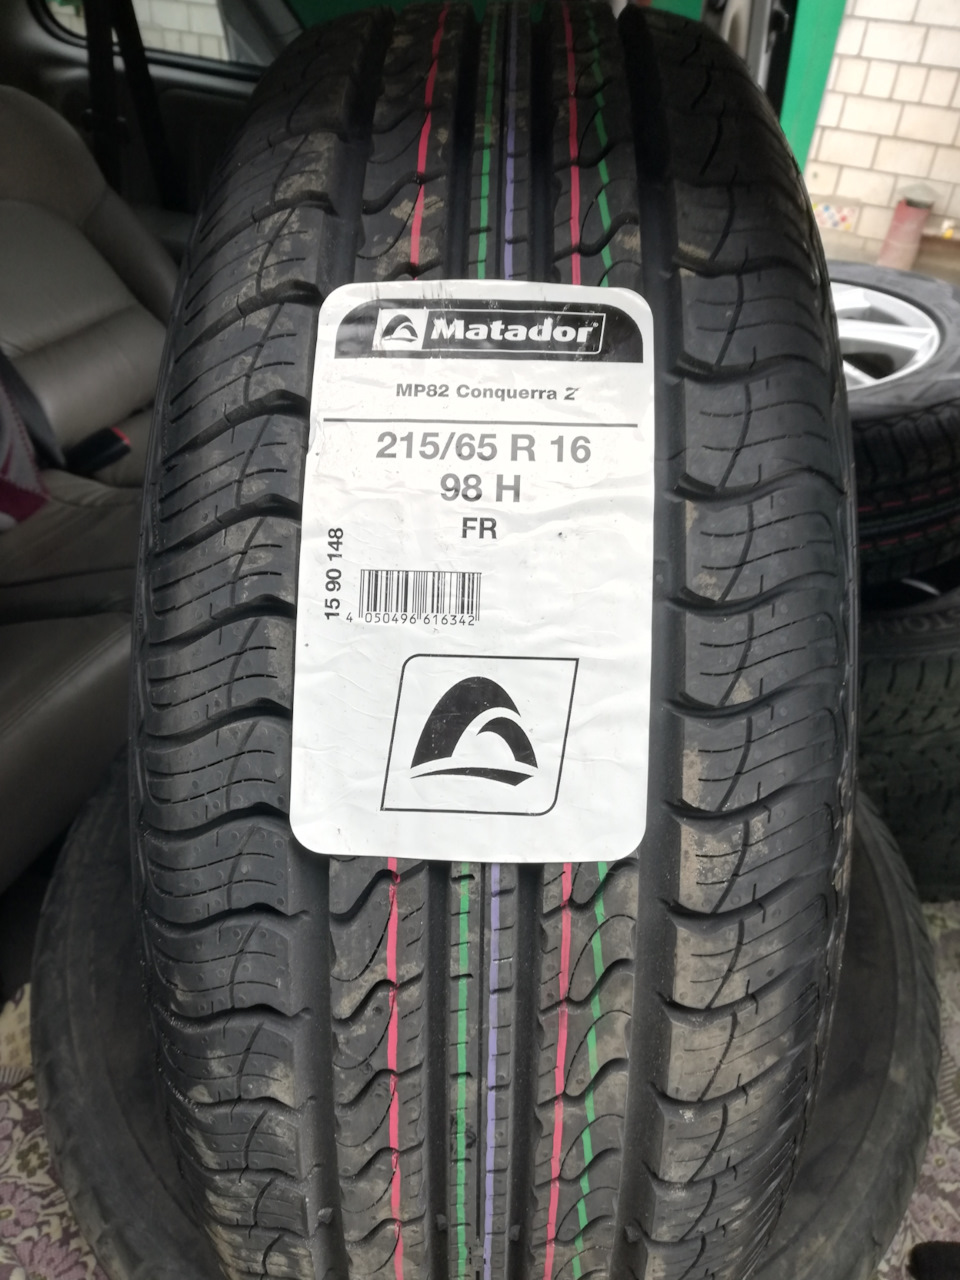 Matador
MP82 Conquerra 2
215/65 R 16
98 H
FR
15 90 148
4 050496 616342